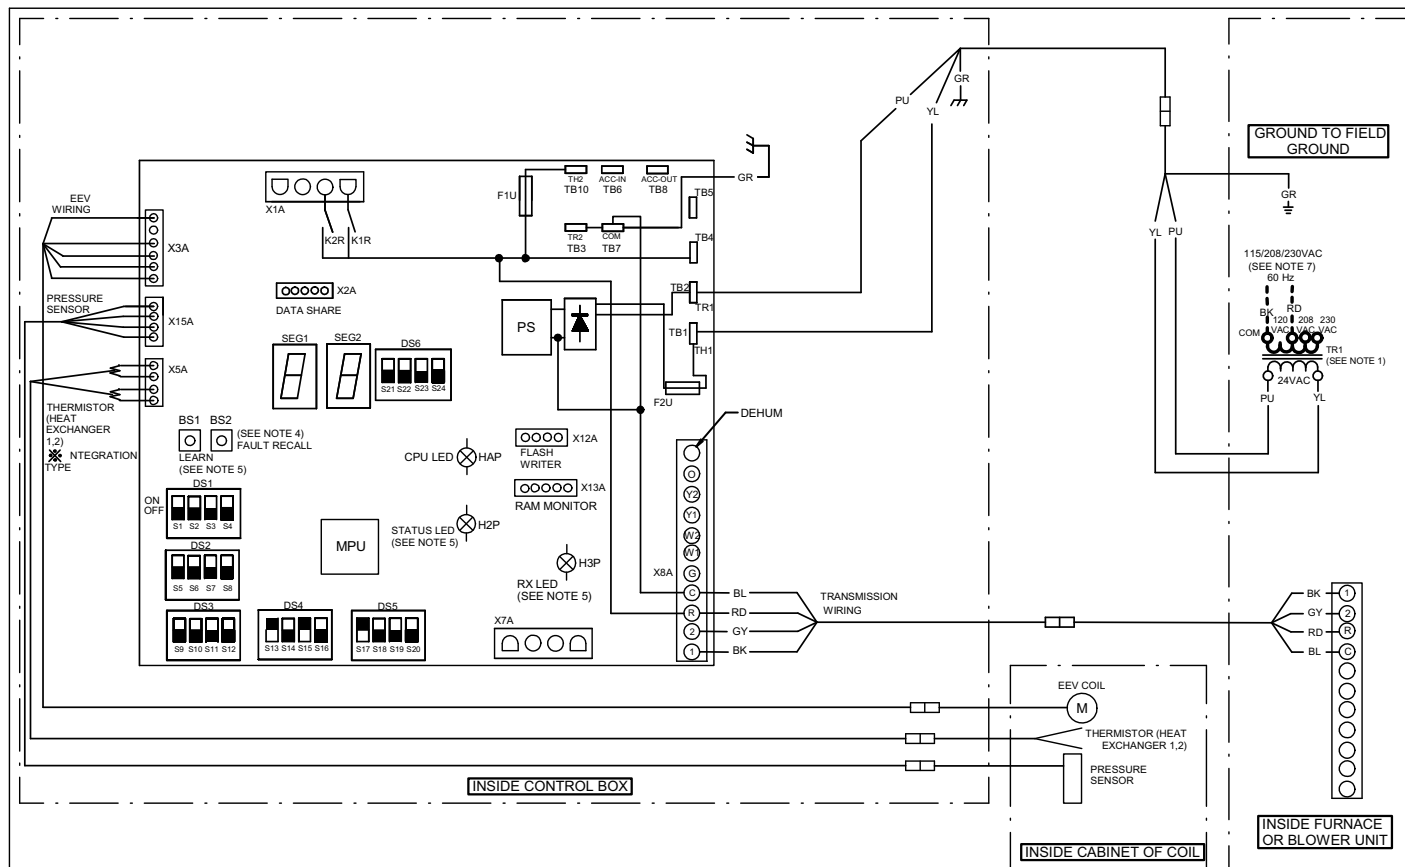 GR
PU
YL
GROUND TO FIELD
GROUND
GR
YL
PU
115/208/230VAC
(SEE NOTE 7)
60 Hz
BK
RD
120
VAC
208
VAC
230
VAC
COM
TR1
(SEE NOTE 1)
24VAC
PU
YL
TH2
TB10
ACC-IN
TB6
ACC-OUT
TB8
GR
F1U
TB5
X1A
K2R
K1R
TR2
TB3
COM
TB7
TB4
EEV
WIRING
X3A
X2A
DATA SHARE
TB2
TR1
PS
TB1
TH1
F2U
PRESSURE
SENSOR
X15A
SEG1
SEG2
DS6
S21
S22
S23
S24
X5A
THERMISTOR
(HEAT
EXCHANGER
1,2)
※ NTEGRATION
TYPE
BS1
BS2
(SEE NOTE 4)
FAULT RECALL
LEARN
(SEE NOTE 5)
DEHUM
X12A
FLASH
WRITER
CPU LED
HAP
X13A
RAM MONITOR
ON
OFF
DS1
S1
S2
S3
S4
STATUS LED
(SEE NOTE 5)
H2P
MPU
DS2
S5
S6
S7
S8
H3P
RX LED
(SEE NOTE 5)
O
Y2
Y1
W2
W1
G
X8A
C
R
2
1
BL
RD
GY
BK
TRANSMISSION
WIRING
BK
GY
RD
BL
1
2
R
C
DS3
S9
S10
S11
S12
DS4
S13
S14
S15
S16
DS5
S17
S18
S19
S20
X7A
EEV COIL
M
THERMISTOR (HEAT
EXCHANGER 1,2)
PRESSURE
SENSOR
INSIDE CONTROL BOX
INSIDE CABINET OF COIL
INSIDE FURNACE
OR BLOWER UNIT